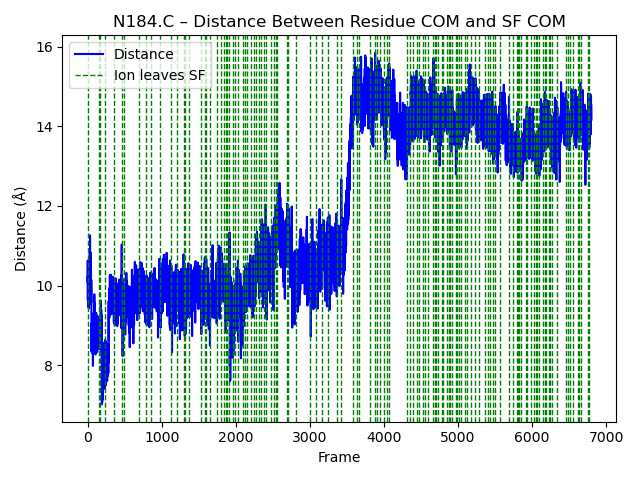 N184.C – Distance Between Residue COM and SF COM
Distance
Ion leaves SF
Distance (Å)
16
14
12
10
8
0 1000 2000 3000 4000 5000 6000 7000
Frame